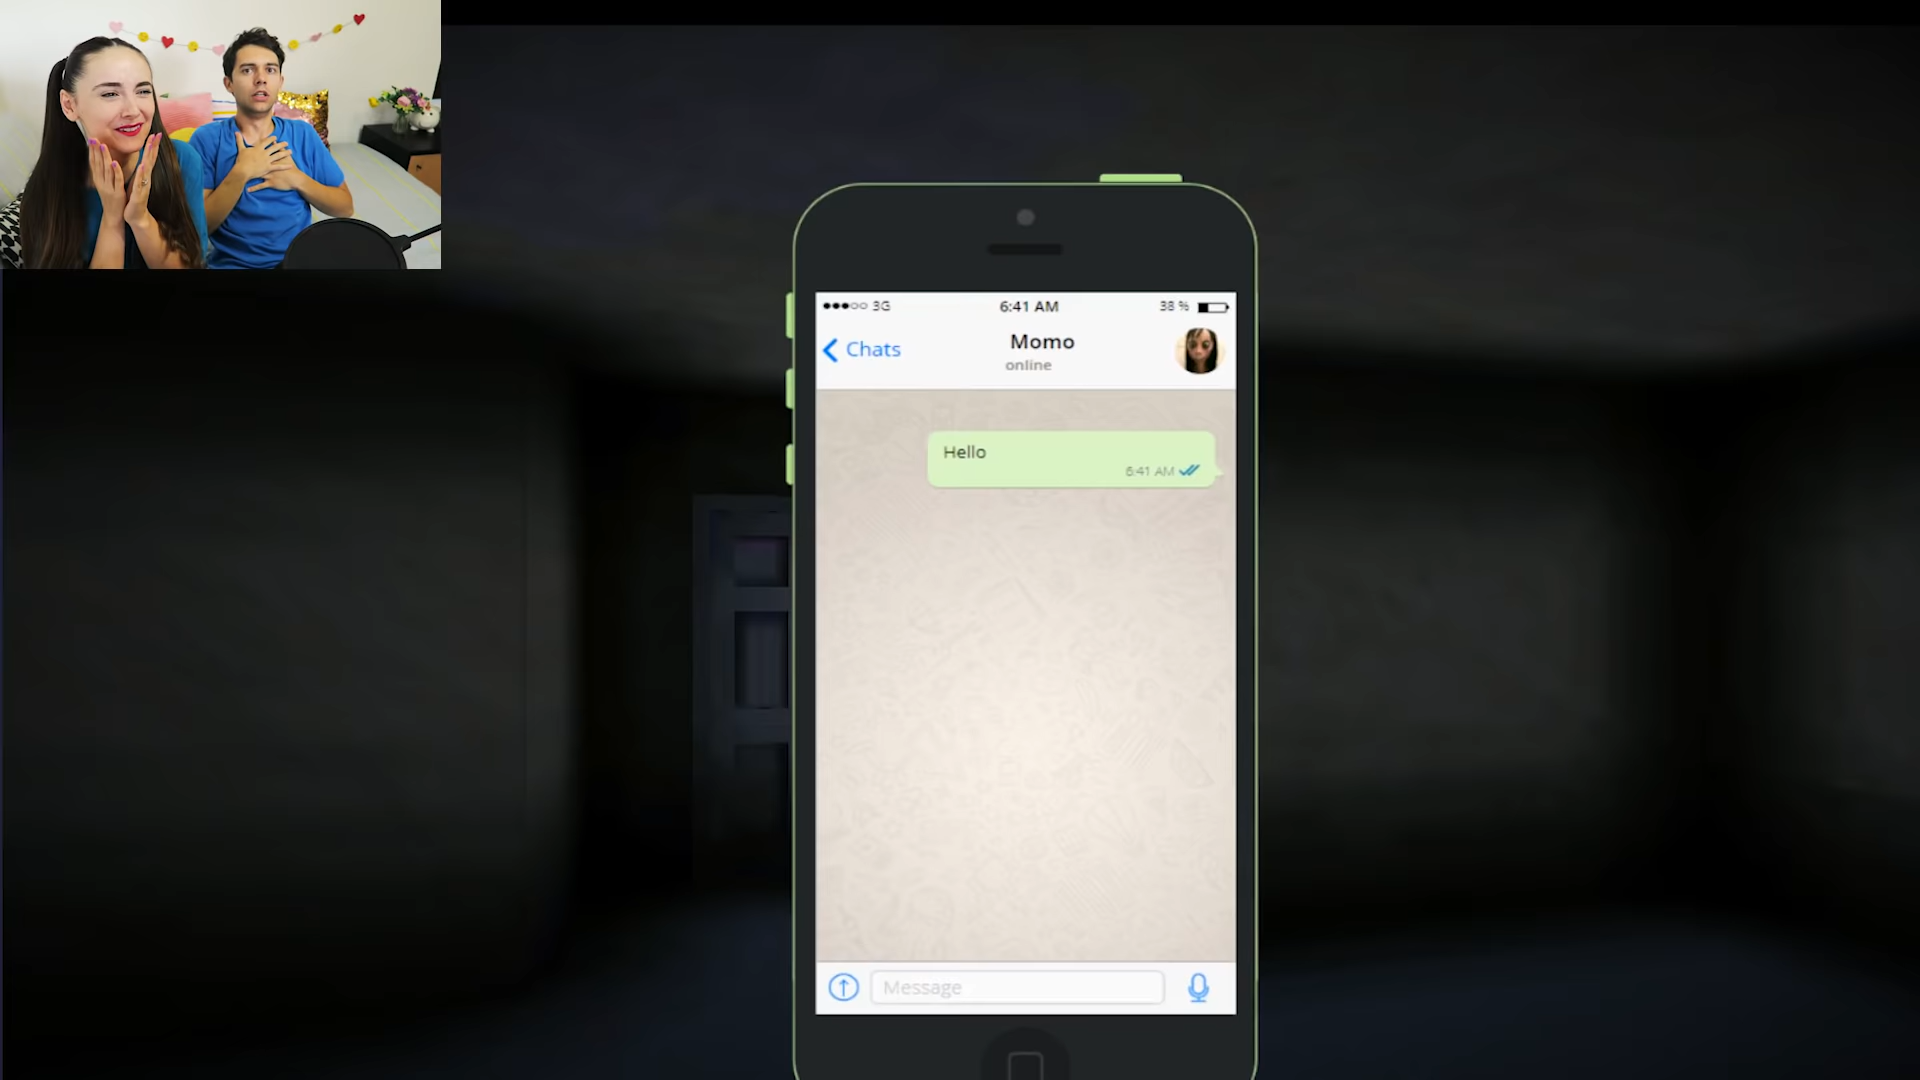 3G 6:41 AM 38 %
Chats
Momo
online
Hello
6:41 AM
Message